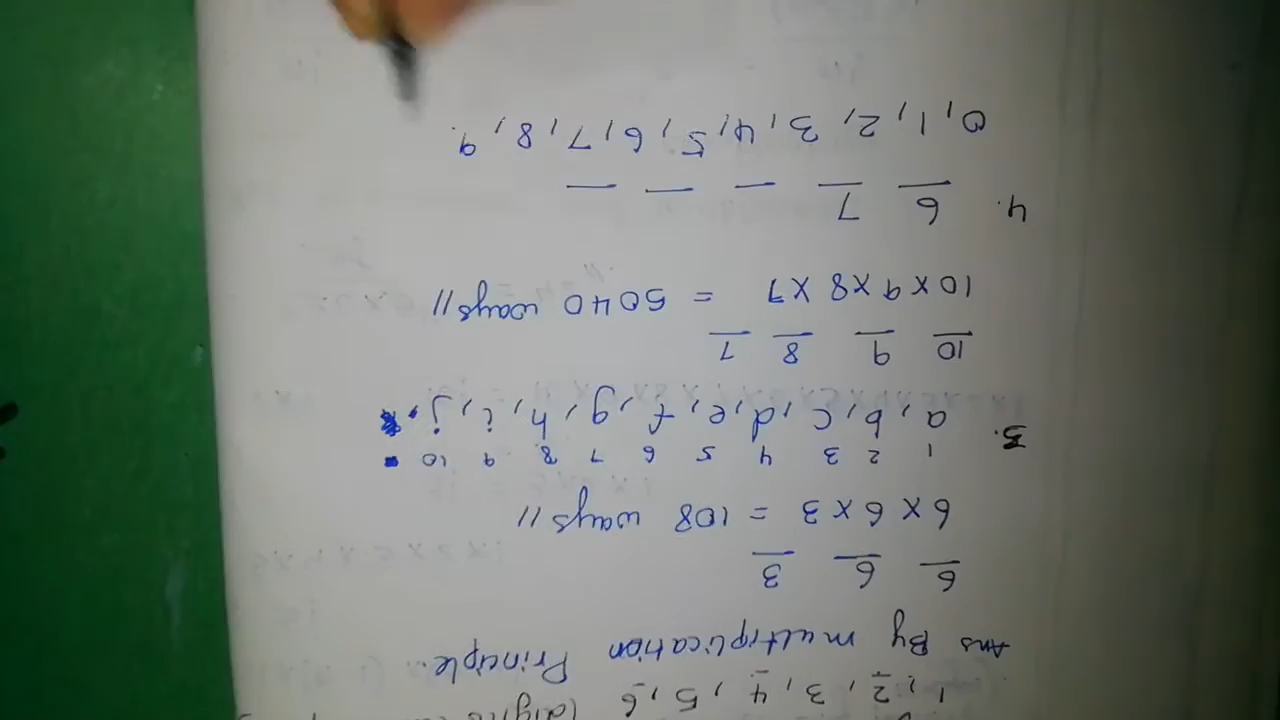 1, 2, 3, 4, 5, 6
Ans By multiplication Principle.
6 6 3
6 × 6 × 3 = 108 ways //
1 2 3 4 5 6 7 8 9 10
3. a, b, c, d, e, f, g, h, i, j.
10 9 8 7
10 × 9 × 8 × 7 = 5040 ways //
4. 6 7 _ _ _
0, 1, 2, 3, 4, 5, 6, 7, 8, 9.